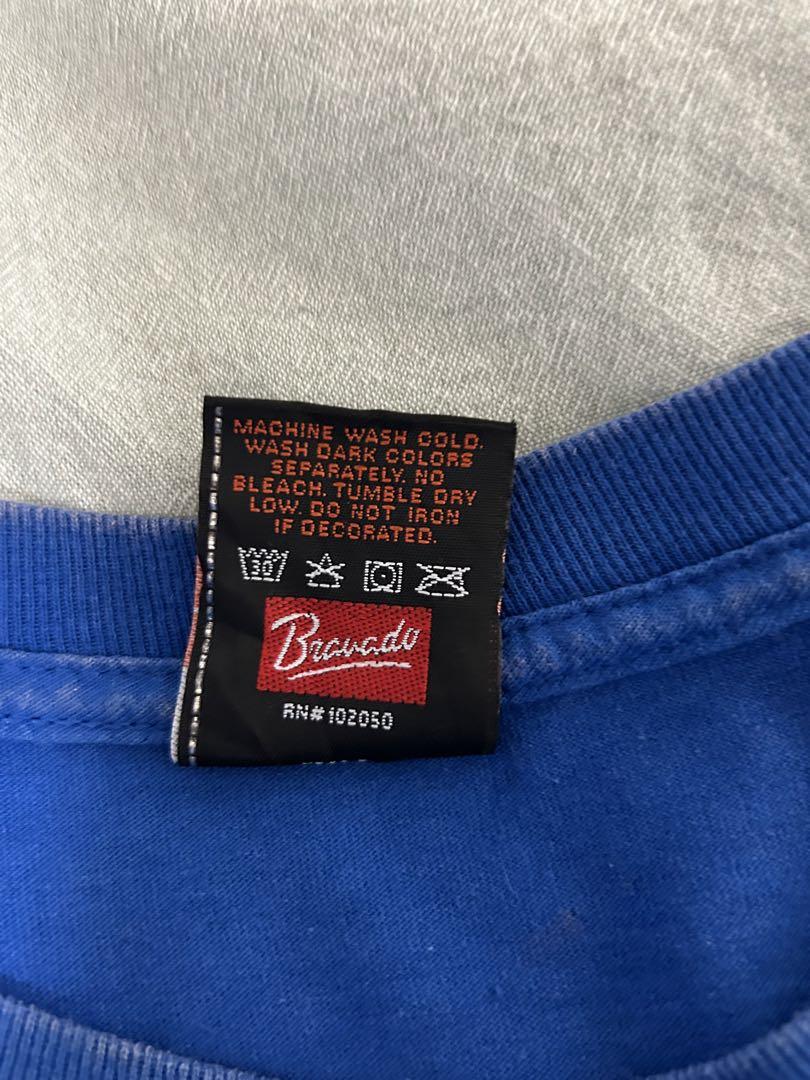 MACHINE WASH COLD.
WASH DARK COLORS
SEPARATELY. NO
BLEACH. TUMBLE DRY
LOW. DO NOT IRON
IF DECORATED.
30
Bravado
RN# 102050